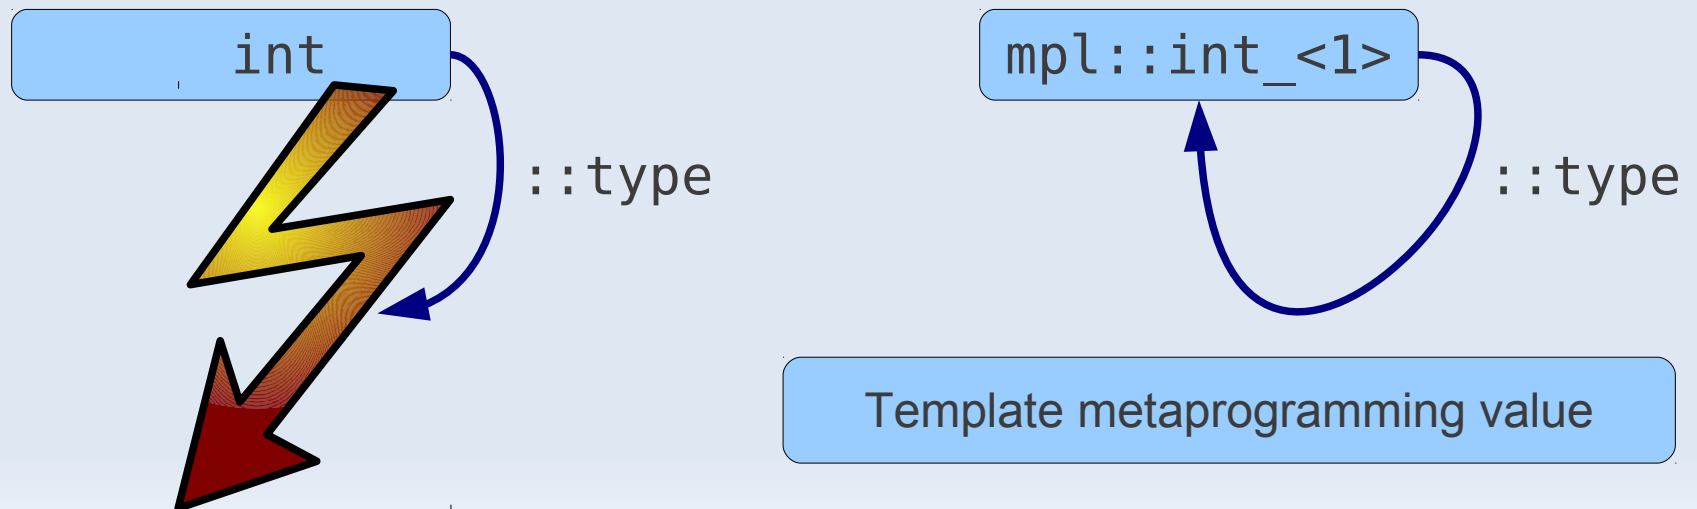 int
mpl::int_<1>
::type
::type
Template metaprogramming value